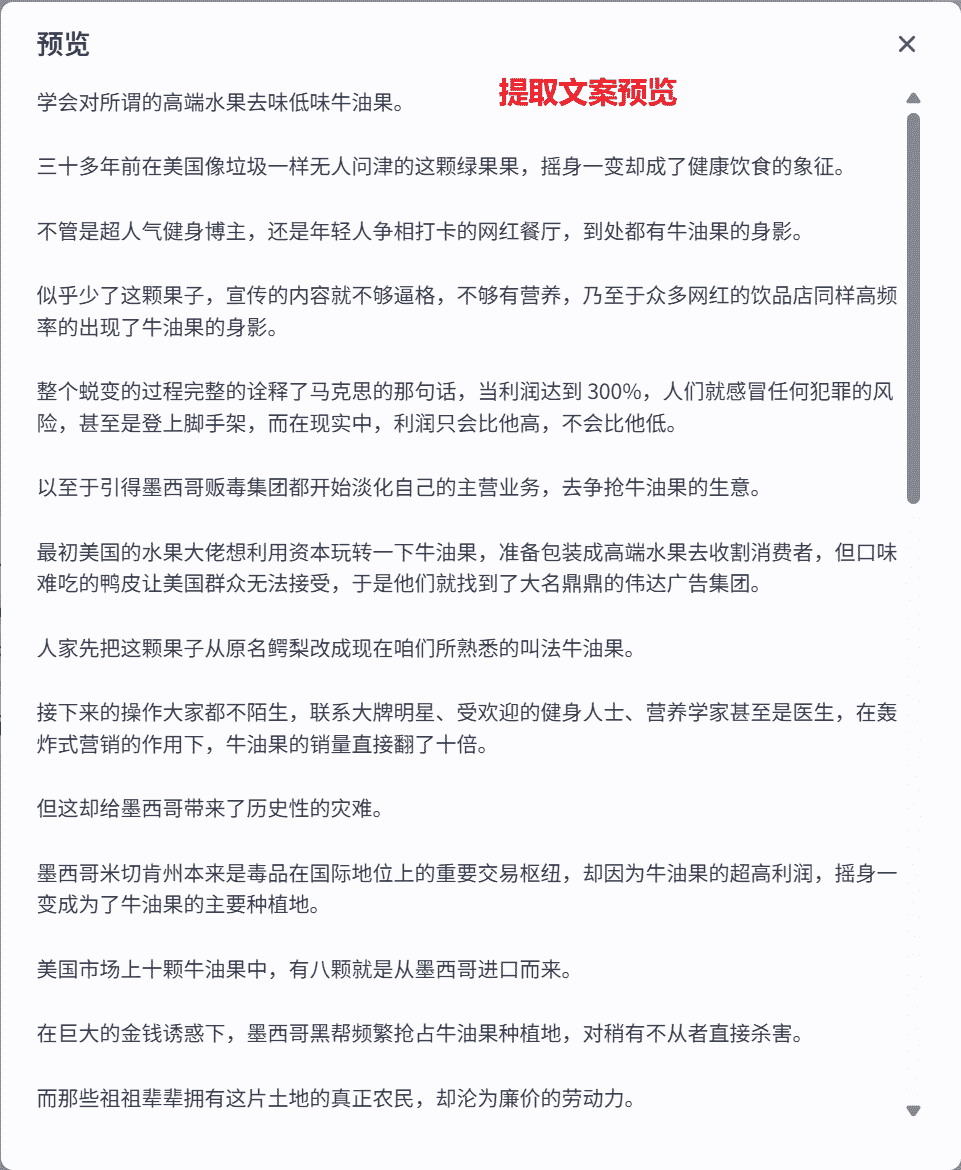 预览
提取文案预览
学会对所谓的高端水果去味低味牛油果。
三十多年前在美国像垃圾一样无人问津的这颗绿果果，摇身一变却成了健康饮食的象征。
不管是超人气健身博主，还是年轻人争相打卡的网红餐厅，到处都有牛油果的身影。
似乎少了这颗果子，宣传的内容就不够逼格，不够有营养，乃至于众多网红的饮品店同样高频
率的出现了牛油果的身影。
整个蜕变的过程完整的诠释了马克思的那句话，当利润达到 300%，人们就感冒任何犯罪的风
险，甚至是登上脚手架，而在现实中，利润只会比他高，不会比他低。
以至于引得墨西哥贩毒集团都开始淡化自己的主营业务，去争抢牛油果的生意。
最初美国的水果大佬想利用资本玩转一下牛油果，准备包装成高端水果去收割消费者，但口味
难吃的鸭皮让美国群众无法接受，于是他们就找到了大名鼎鼎的伟达广告集团。
人家先把这颗果子从原名鳄梨改成现在咱们所熟悉的叫法牛油果。
接下来的操作大家都不陌生，联系大牌明星、受欢迎的健身人士、营养学家甚至是医生，在轰
炸式营销的作用下，牛油果的销量直接翻了十倍。
但这却给墨西哥带来了历史性的灾难。
墨西哥米切肯州本来是毒品在国际地位上的重要交易枢纽，却因为牛油果的超高利润，摇身一
变成为了牛油果的主要种植地。
美国市场上十颗牛油果中，有八颗就是从墨西哥进口而来。
在巨大的金钱诱惑下，墨西哥黑帮频繁抢占牛油果种植地，对稍有不从者直接杀害。
而那些祖祖辈辈拥有这片土地的真正农民，却沦为廉价的劳动力。